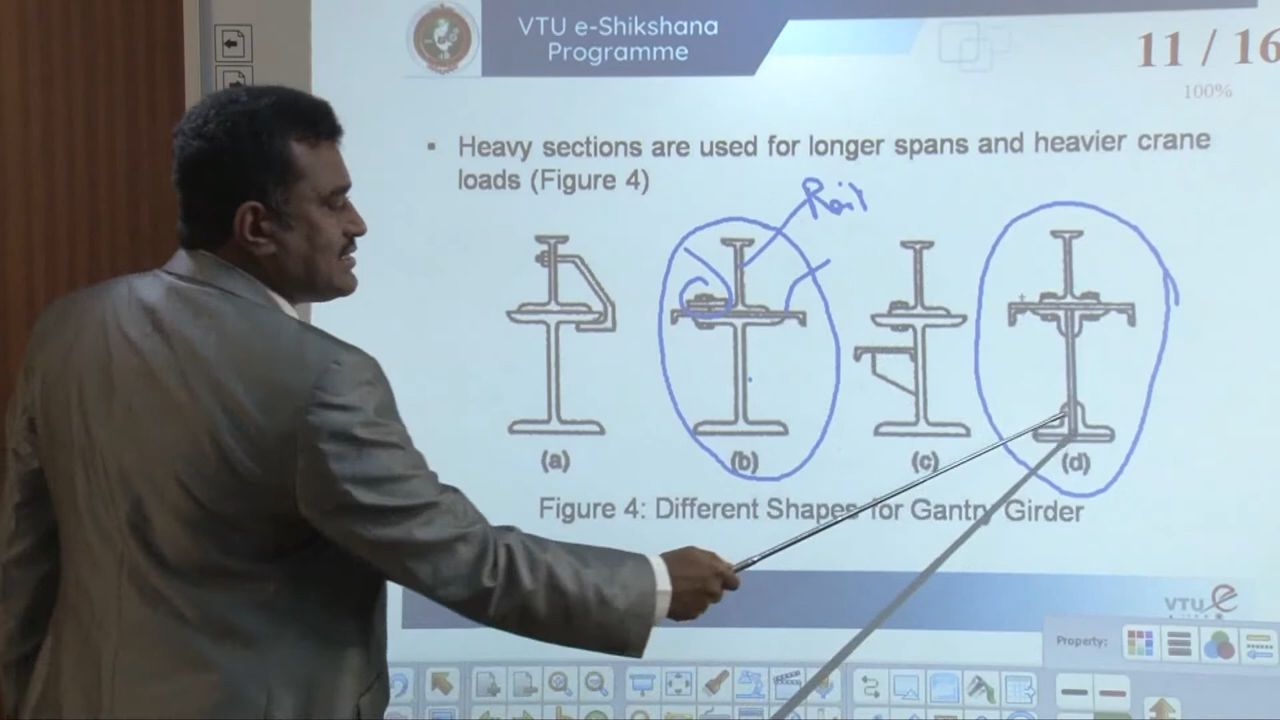 VTU e-Shikshana
Programme
11 / 16
100%
▪ Heavy sections are used for longer spans and heavier crane
loads (Figure 4)
Rail
(a)
(b)
(c)
(d)
Figure 4: Different Shapes for Gantry Girder
VTU e
Property: